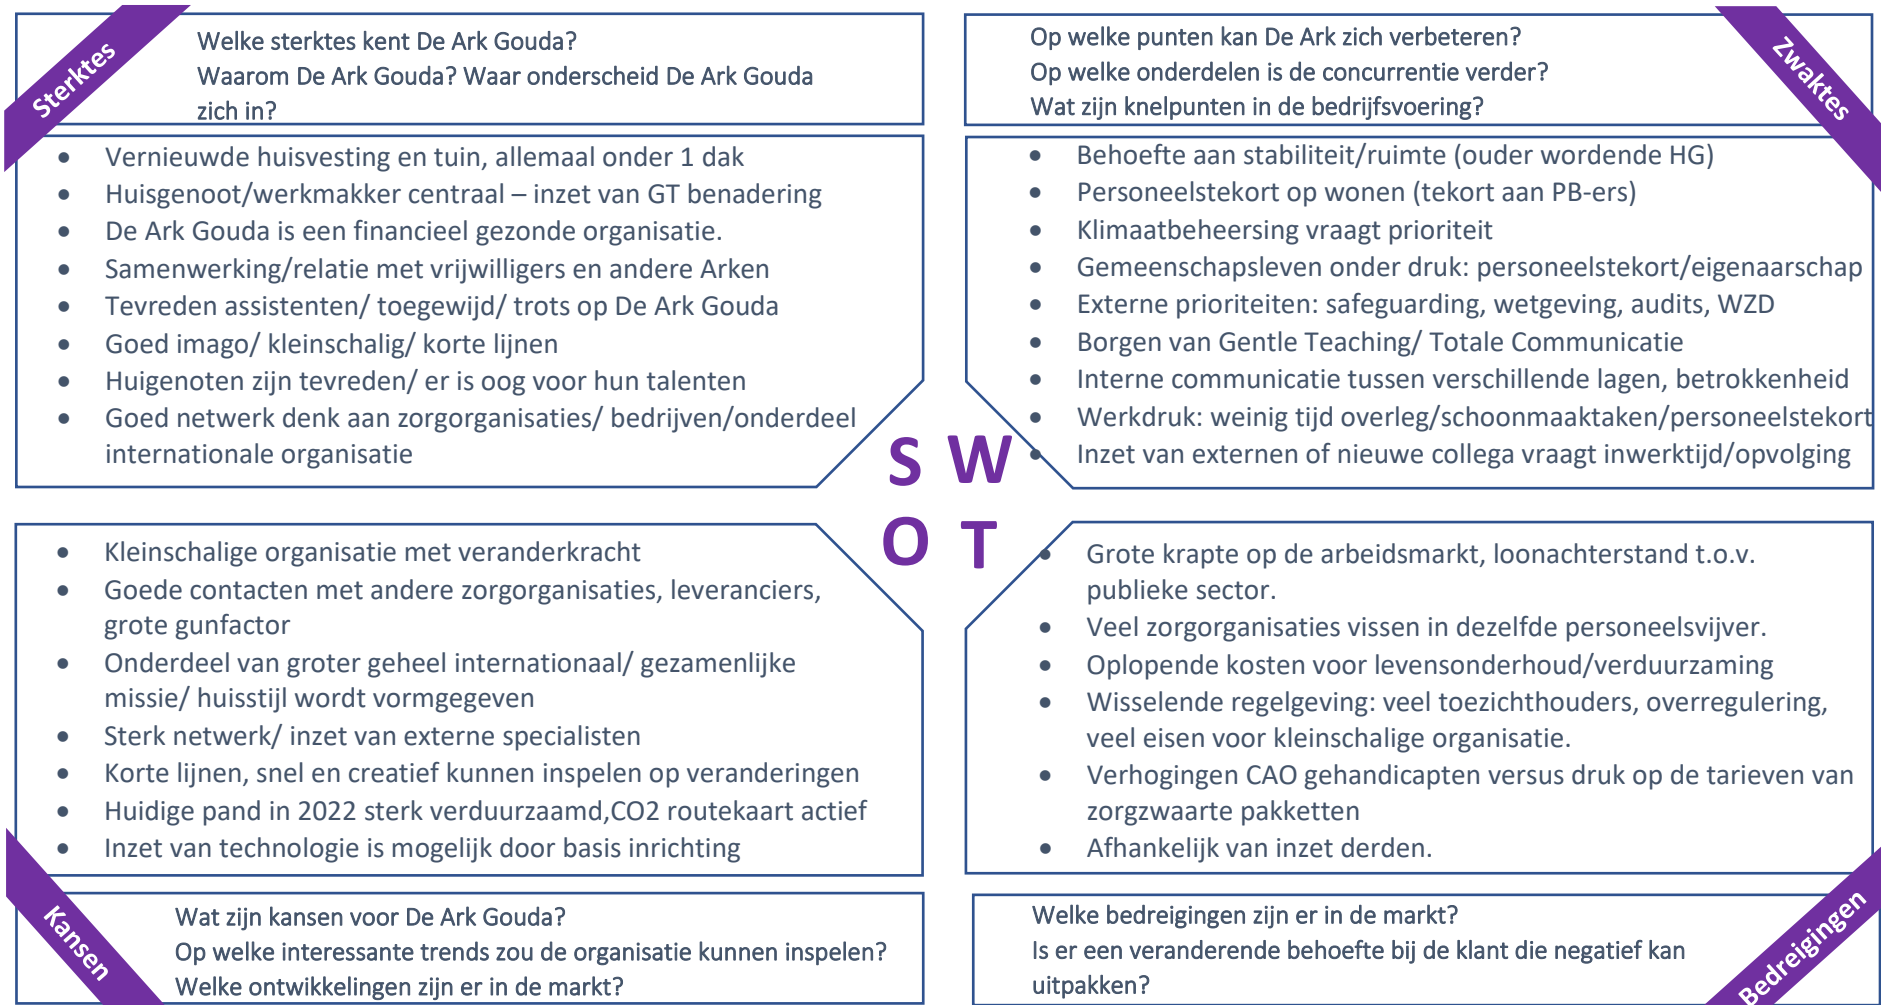 Sterktes
Welke sterktes kent De Ark Gouda?
Waarom De Ark Gouda? Waar onderscheid De Ark Gouda
zich in?
• Vernieuwde huisvesting en tuin, allemaal onder 1 dak
• Huisgenoot/werkmakker centraal – inzet van GT benadering
• De Ark Gouda is een financieel gezonde organisatie.
• Samenwerking/relatie met vrijwilligers en andere Arken
• Tevreden assistenten/ toegewijd/ trots op De Ark Gouda
• Goed imago/ kleinschalig/ korte lijnen
• Huigenoten zijn tevreden/ er is oog voor hun talenten
• Goed netwerk denk aan zorgorganisaties/ bedrijven/onderdeel
internationale organisatie
Zwaktes
Op welke punten kan De Ark zich verbeteren?
Op welke onderdelen is de concurrentie verder?
Wat zijn knelpunten in de bedrijfsvoering?
• Behoefte aan stabiliteit/ruimte (ouder wordende HG)
• Personeelstekort op wonen (tekort aan PB-ers)
• Klimaatbeheersing vraagt prioriteit
• Gemeenschapsleven onder druk: personeelstekort/eigenaarschap
• Externe prioriteiten: safeguarding, wetgeving, audits, WZD
• Borgen van Gentle Teaching/ Totale Communicatie
• Interne communicatie tussen verschillende lagen, betrokkenheid
• Werkdruk: weinig tijd overleg/schoonmaaktaken/personeelstekort
• Inzet van externen of nieuwe collega vraagt inwerktijd/opvolging
S W
O T
• Kleinschalige organisatie met veranderkracht
• Goede contacten met andere zorgorganisaties, leveranciers,
grote gunfactor
• Onderdeel van groter geheel internationaal/ gezamenlijke
missie/ huisstijl wordt vormgegeven
• Sterk netwerk/ inzet van externe specialisten
• Korte lijnen, snel en creatief kunnen inspelen op veranderingen
• Huidige pand in 2022 sterk verduurzaamd,CO2 routekaart actief
• Inzet van technologie is mogelijk door basis inrichting
Kansen
Wat zijn kansen voor De Ark Gouda?
Op welke interessante trends zou de organisatie kunnen inspelen?
Welke ontwikkelingen zijn er in de markt?
• Grote krapte op de arbeidsmarkt, loonachterstand t.o.v.
publieke sector.
• Veel zorgorganisaties vissen in dezelfde personeelsvijver.
• Oplopende kosten voor levensonderhoud/verduurzaming
• Wisselende regelgeving: veel toezichthouders, overregulering,
veel eisen voor kleinschalige organisatie.
• Verhogingen CAO gehandicapten versus druk op de tarieven van
zorgzwaarte pakketten
• Afhankelijk van inzet derden.
Welke bedreigingen zijn er in de markt?
Is er een veranderende behoefte bij de klant die negatief kan
uitpakken?
Bedreigingen